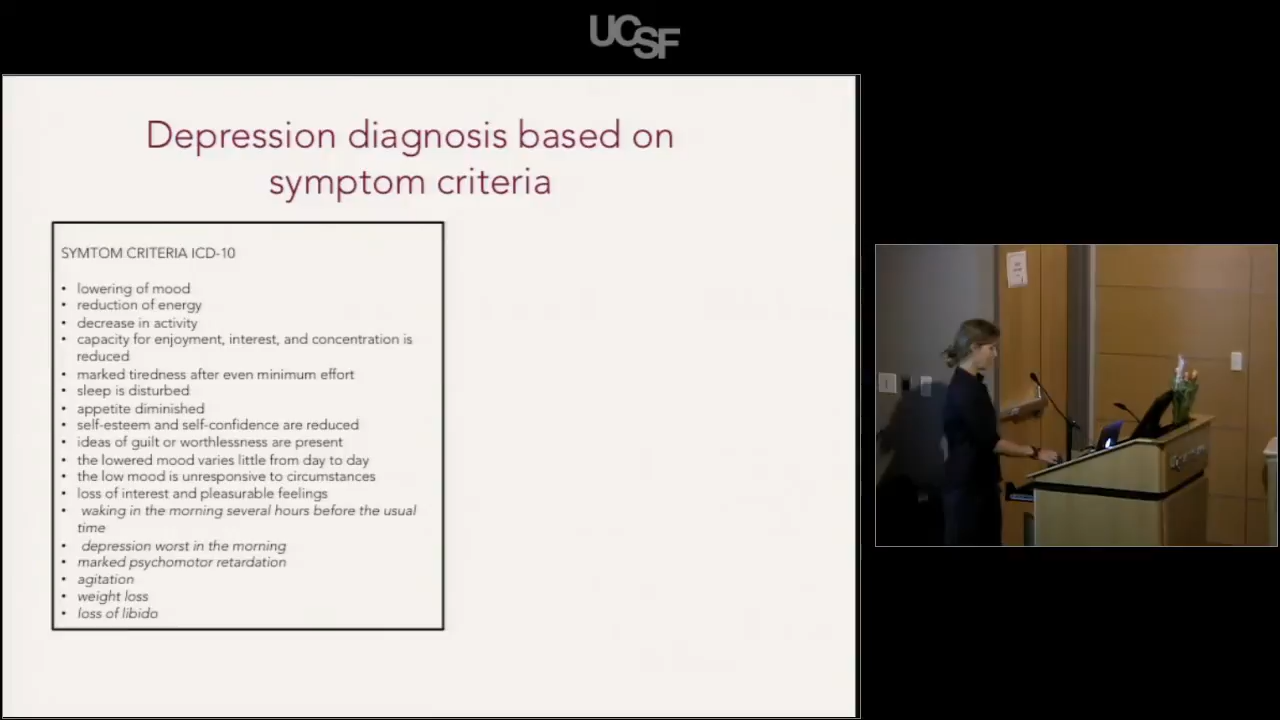 UCSF
Depression diagnosis based on
symptom criteria
SYMTOM CRITERIA ICD-10
• lowering of mood
• reduction of energy
• decrease in activity
• capacity for enjoyment, interest, and concentration is
reduced
• marked tiredness after even minimum effort
• sleep is disturbed
• appetite diminished
• self-esteem and self-confidence are reduced
• ideas of guilt or worthlessness are present
• the lowered mood varies little from day to day
• the low mood is unresponsive to circumstances
• loss of interest and pleasurable feelings
• waking in the morning several hours before the usual
time
• depression worst in the morning
• marked psychomotor retardation
• agitation
• weight loss
• loss of libido